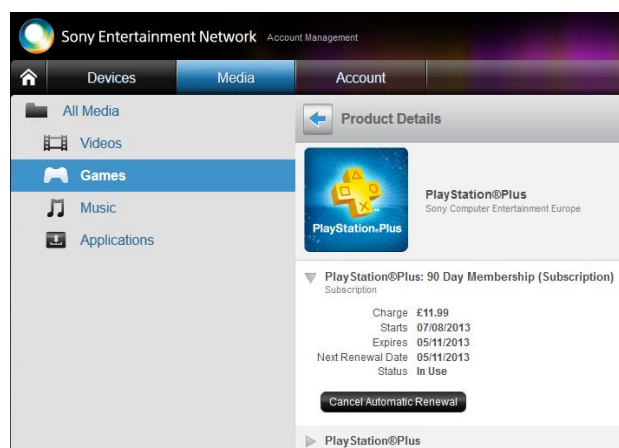 Sony Entertainment Network Account Management
Devices Media Account
All Media
Videos
Games
Music
Applications
Product Details
PlayStation®Plus
Sony Computer Entertainment Europe
PlayStation®Plus
PlayStation®Plus: 90 Day Membership (Subscription)
Subscription
Charge £11.99
Starts 07/08/2013
Expires 05/11/2013
Next Renewal Date 05/11/2013
Status In Use
Cancel Automatic Renewal
PlayStation®Plus